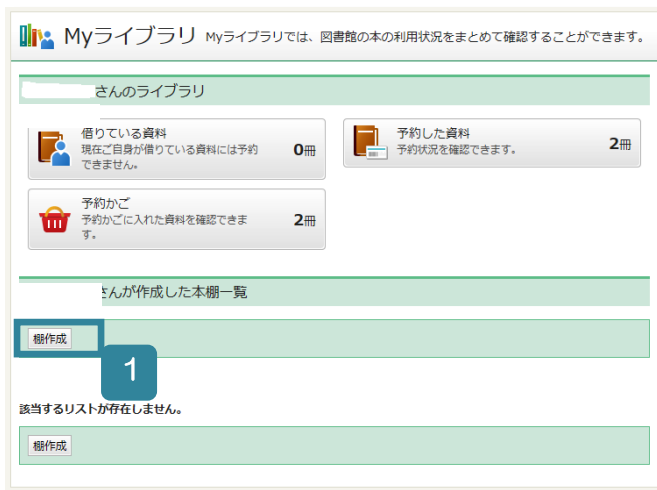 Myライブラリ Myライブラリでは、図書館の本の利用状況をまとめて確認することができます。
さんのライブラリ
借りている資料
現在ご自身が借りている資料には予約
できません。
0冊
予約した資料
予約状況を確認できます。
2冊
予約かご
予約かごに入れた資料を確認できま
す。
2冊
さんが作成した本棚一覧
棚作成
1
該当するリストが存在しません。
棚作成